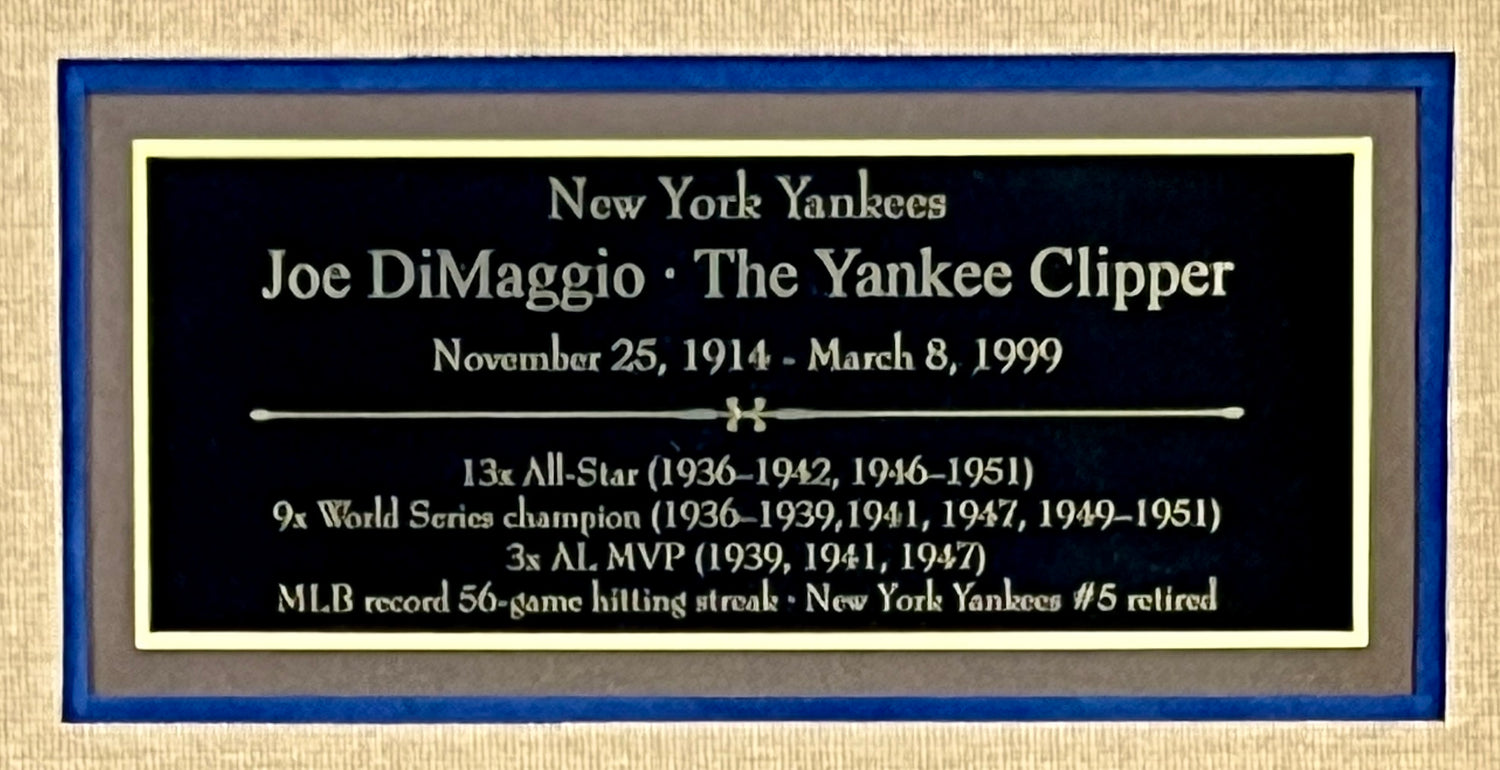 New York Yankees
Joe DiMaggio · The Yankee Clipper
November 25, 1914 - March 8, 1999
13x All-Star (1936–1942, 1946–1951)
9x World Series champion (1936–1939,1941, 1947, 1949–1951)
3x AL MVP (1939, 1941, 1947)
MLB record 56-game hitting streak · New York Yankees #5 retired